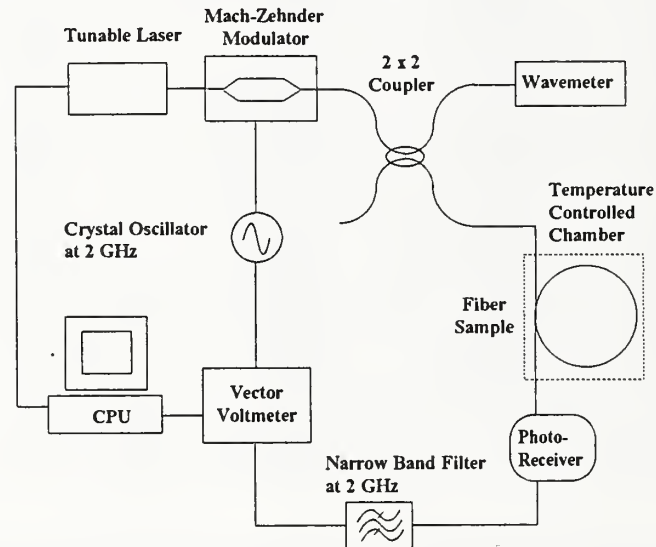 Mach-Zehnder
Modulator
Tunable Laser
2 x 2
Coupler
Wavemeter
Temperature
Controlled
Chamber
Crystal Oscillator
at 2 GHz
Fiber
Sample
Vector
Voltmeter
CPU
Photo-
Receiver
Narrow Band Filter
at 2 GHz